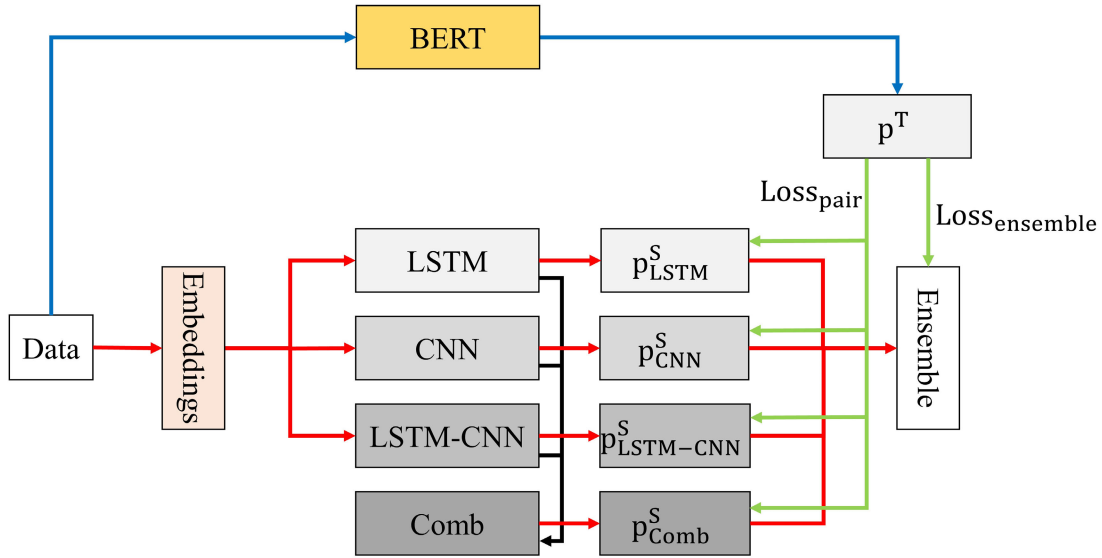 BERT
p^T
Loss_pair
Loss_ensemble
LSTM
p^S_LSTM
Embeddings
Ensemble
Data
CNN
p^S_CNN
LSTM-CNN
p^S_LSTM−CNN
Comb
p^S_Comb